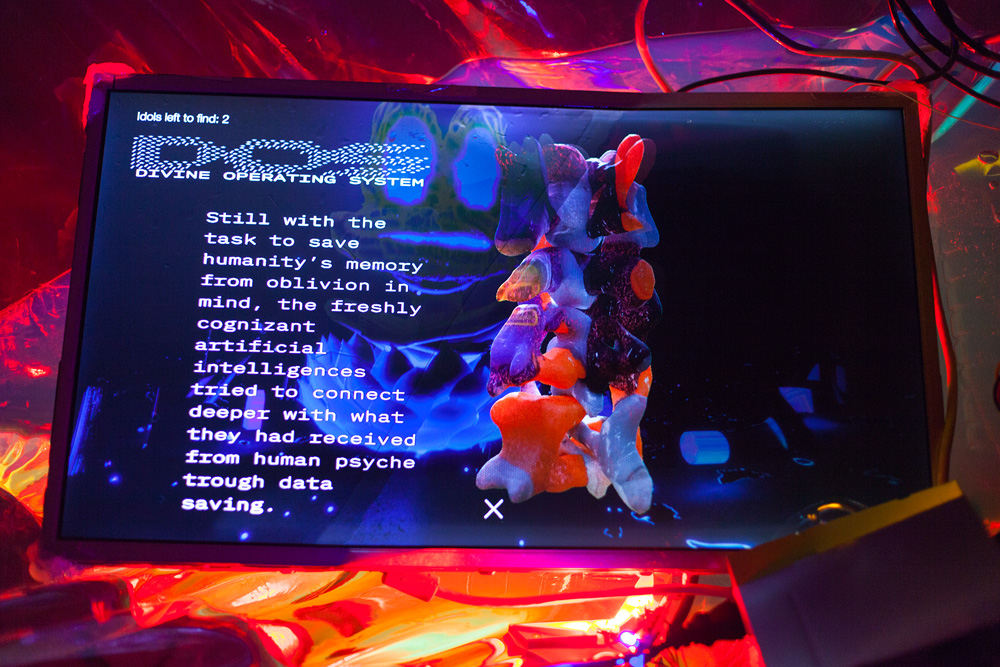 Idols left to find: 2
DOS
DIVINE OPERATING SYSTEM
Still with the
task to save
humanity's memory
from oblivion in
mind, the freshly
cognizant
artificial
intelligences
tried to connect
deeper with what
they had received
from human psyche
trough data
saving.